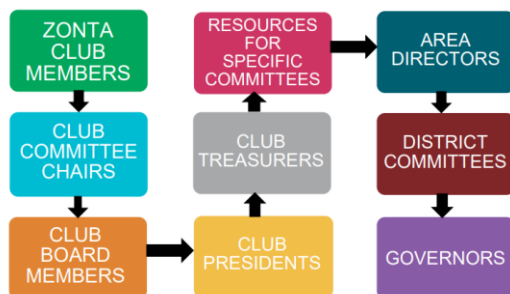 ZONTA
CLUB
MEMBERS
CLUB
COMMITTEE
CHAIRS
CLUB
BOARD
MEMBERS
CLUB
PRESIDENTS
CLUB
TREASURERS
RESOURCES
FOR
SPECIFIC
COMMITTEES
AREA
DIRECTORS
DISTRICT
COMMITTEES
GOVERNORS